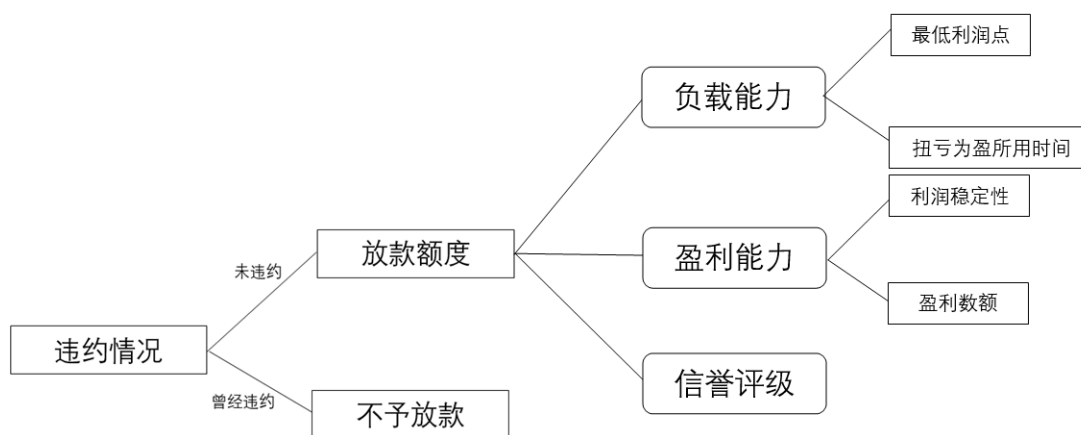 最低利润点
负载能力
扭亏为盈所用时间
利润稳定性
放款额度
盈利能力
未违约
盈利数额
违约情况
信誉评级
曾经违约
不予放款